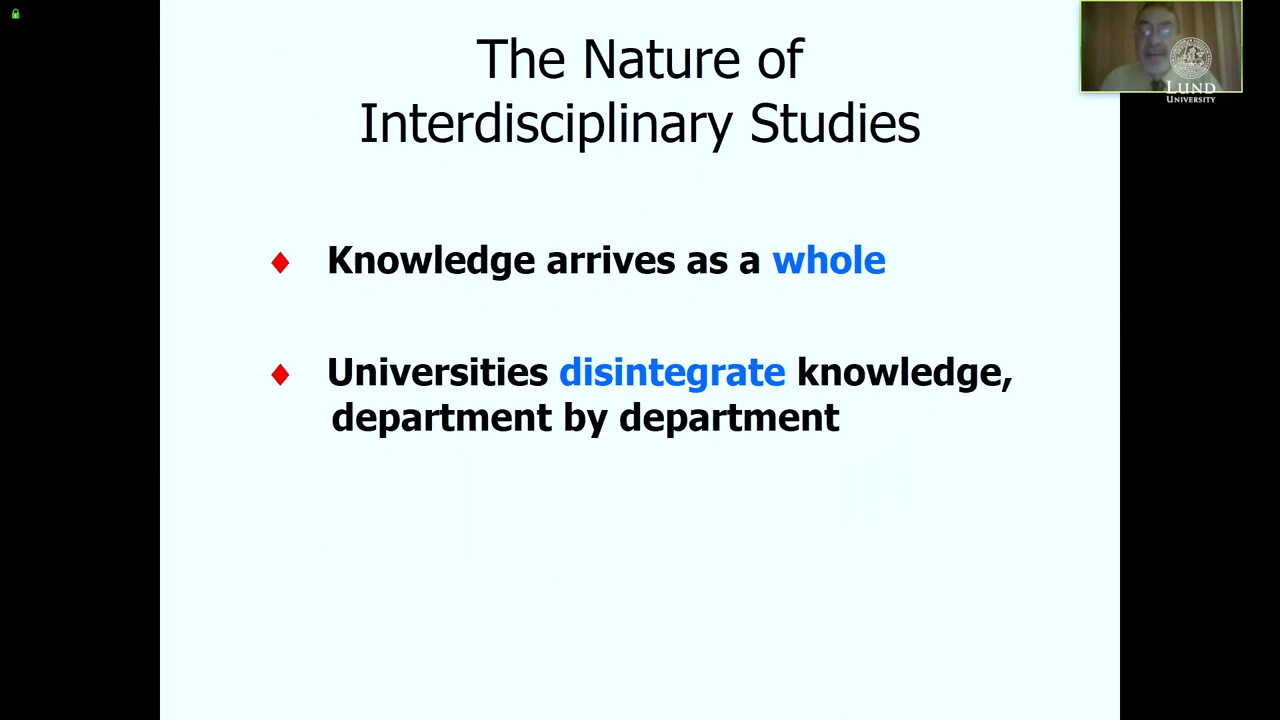 The Nature of
Interdisciplinary Studies
♦ Knowledge arrives as a whole
♦ Universities disintegrate knowledge,
department by department
LUND
UNIVERSITY